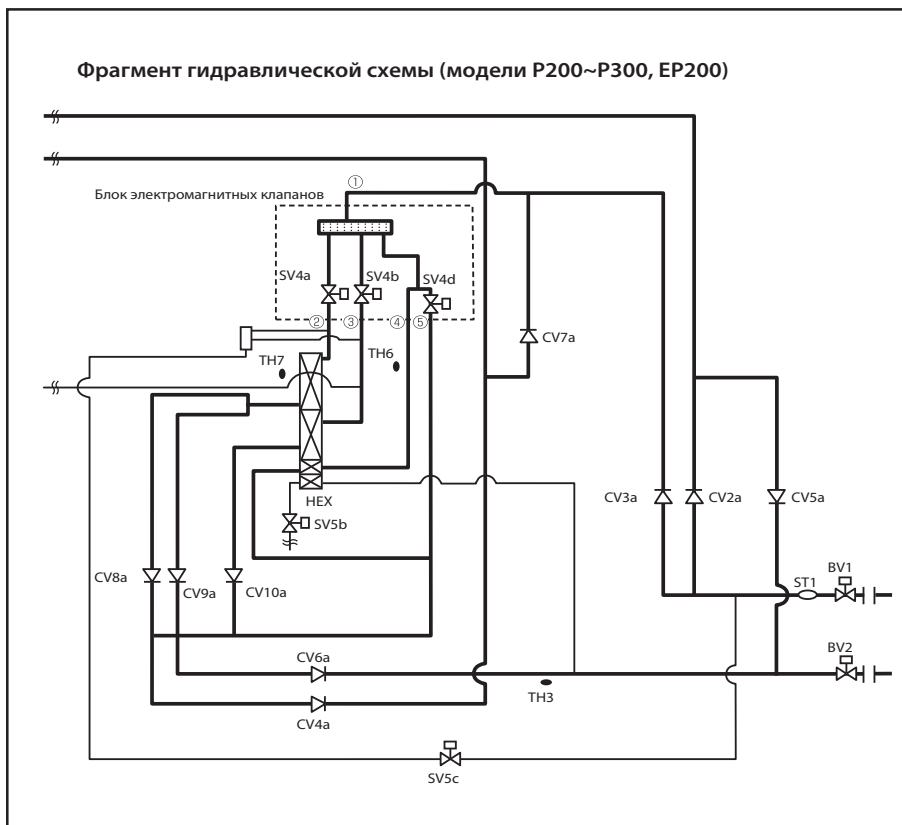 Фрагмент гидравлической схемы (модели P200~P300, EP200)
Блок электромагнитных клапанов
①
SV4a
SV4b
SV4d
②
③
④
⑤
TH7
TH6
CV7a
HEX
SV5b
CV3a
CV2a
CV5a
CV8a
CV9a
CV10a
ST1
BV1
CV6a
BV2
TH3
CV4a
SV5c